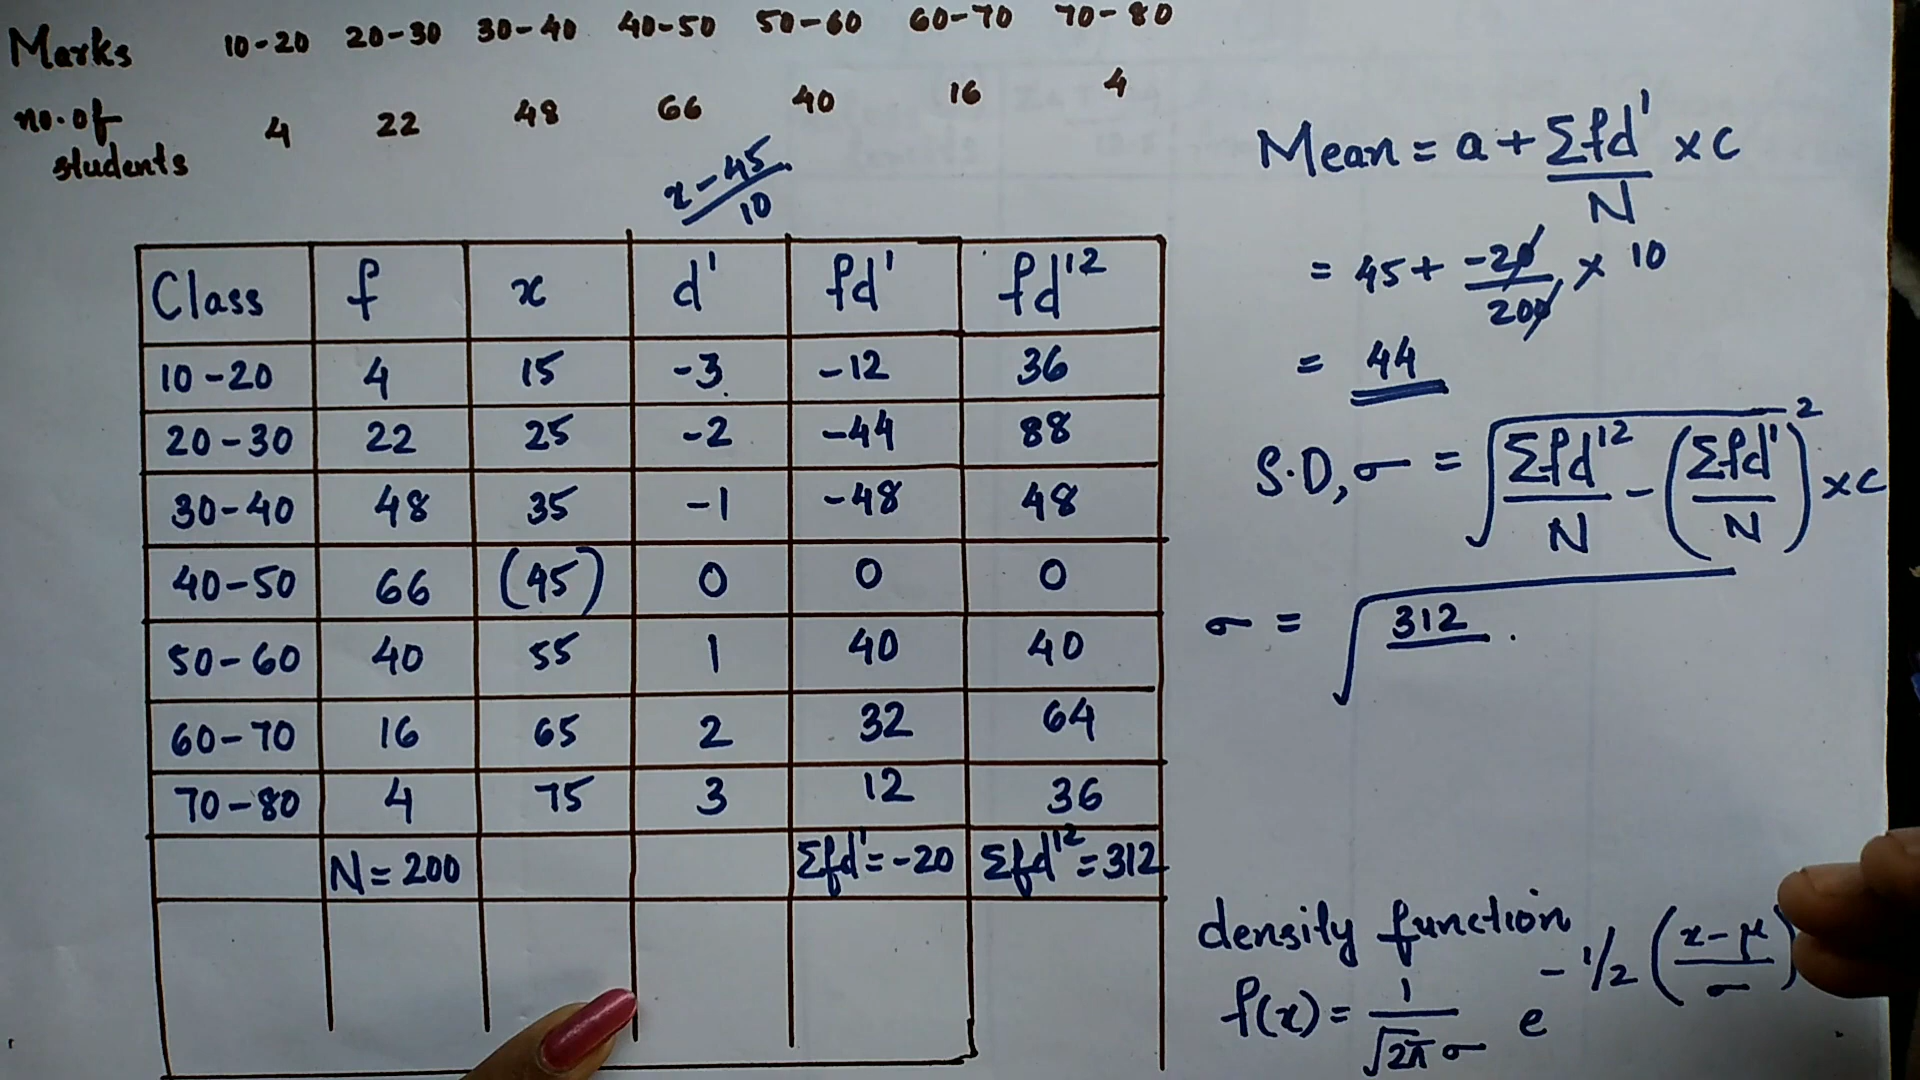 Marks 10-20 20-30 30-40 40-50 50-60 60-70 70-80
no. of students 4 22 48 66 40 16 4
x-45/10
Class f x d' fd' fd'²
10-20 4 15 -3 -12 36
20-30 22 25 -2 -44 88
30-40 48 35 -1 -48 48
40-50 66 (45) 0 0 0
50-60 40 55 1 40 40
60-70 16 65 2 32 64
70-80 4 75 3 12 36
N=200 Σfd'=-20 Σfd'²=312
Mean = a + Σfd'/N × c
= 45 + -20/200 × 10
= 44
S.D, σ = √(Σfd'²/N - (Σfd'/N)²) × c
σ = √312
density function
f(x) = 1/√2π σ e -1/2 (x-μ/σ)